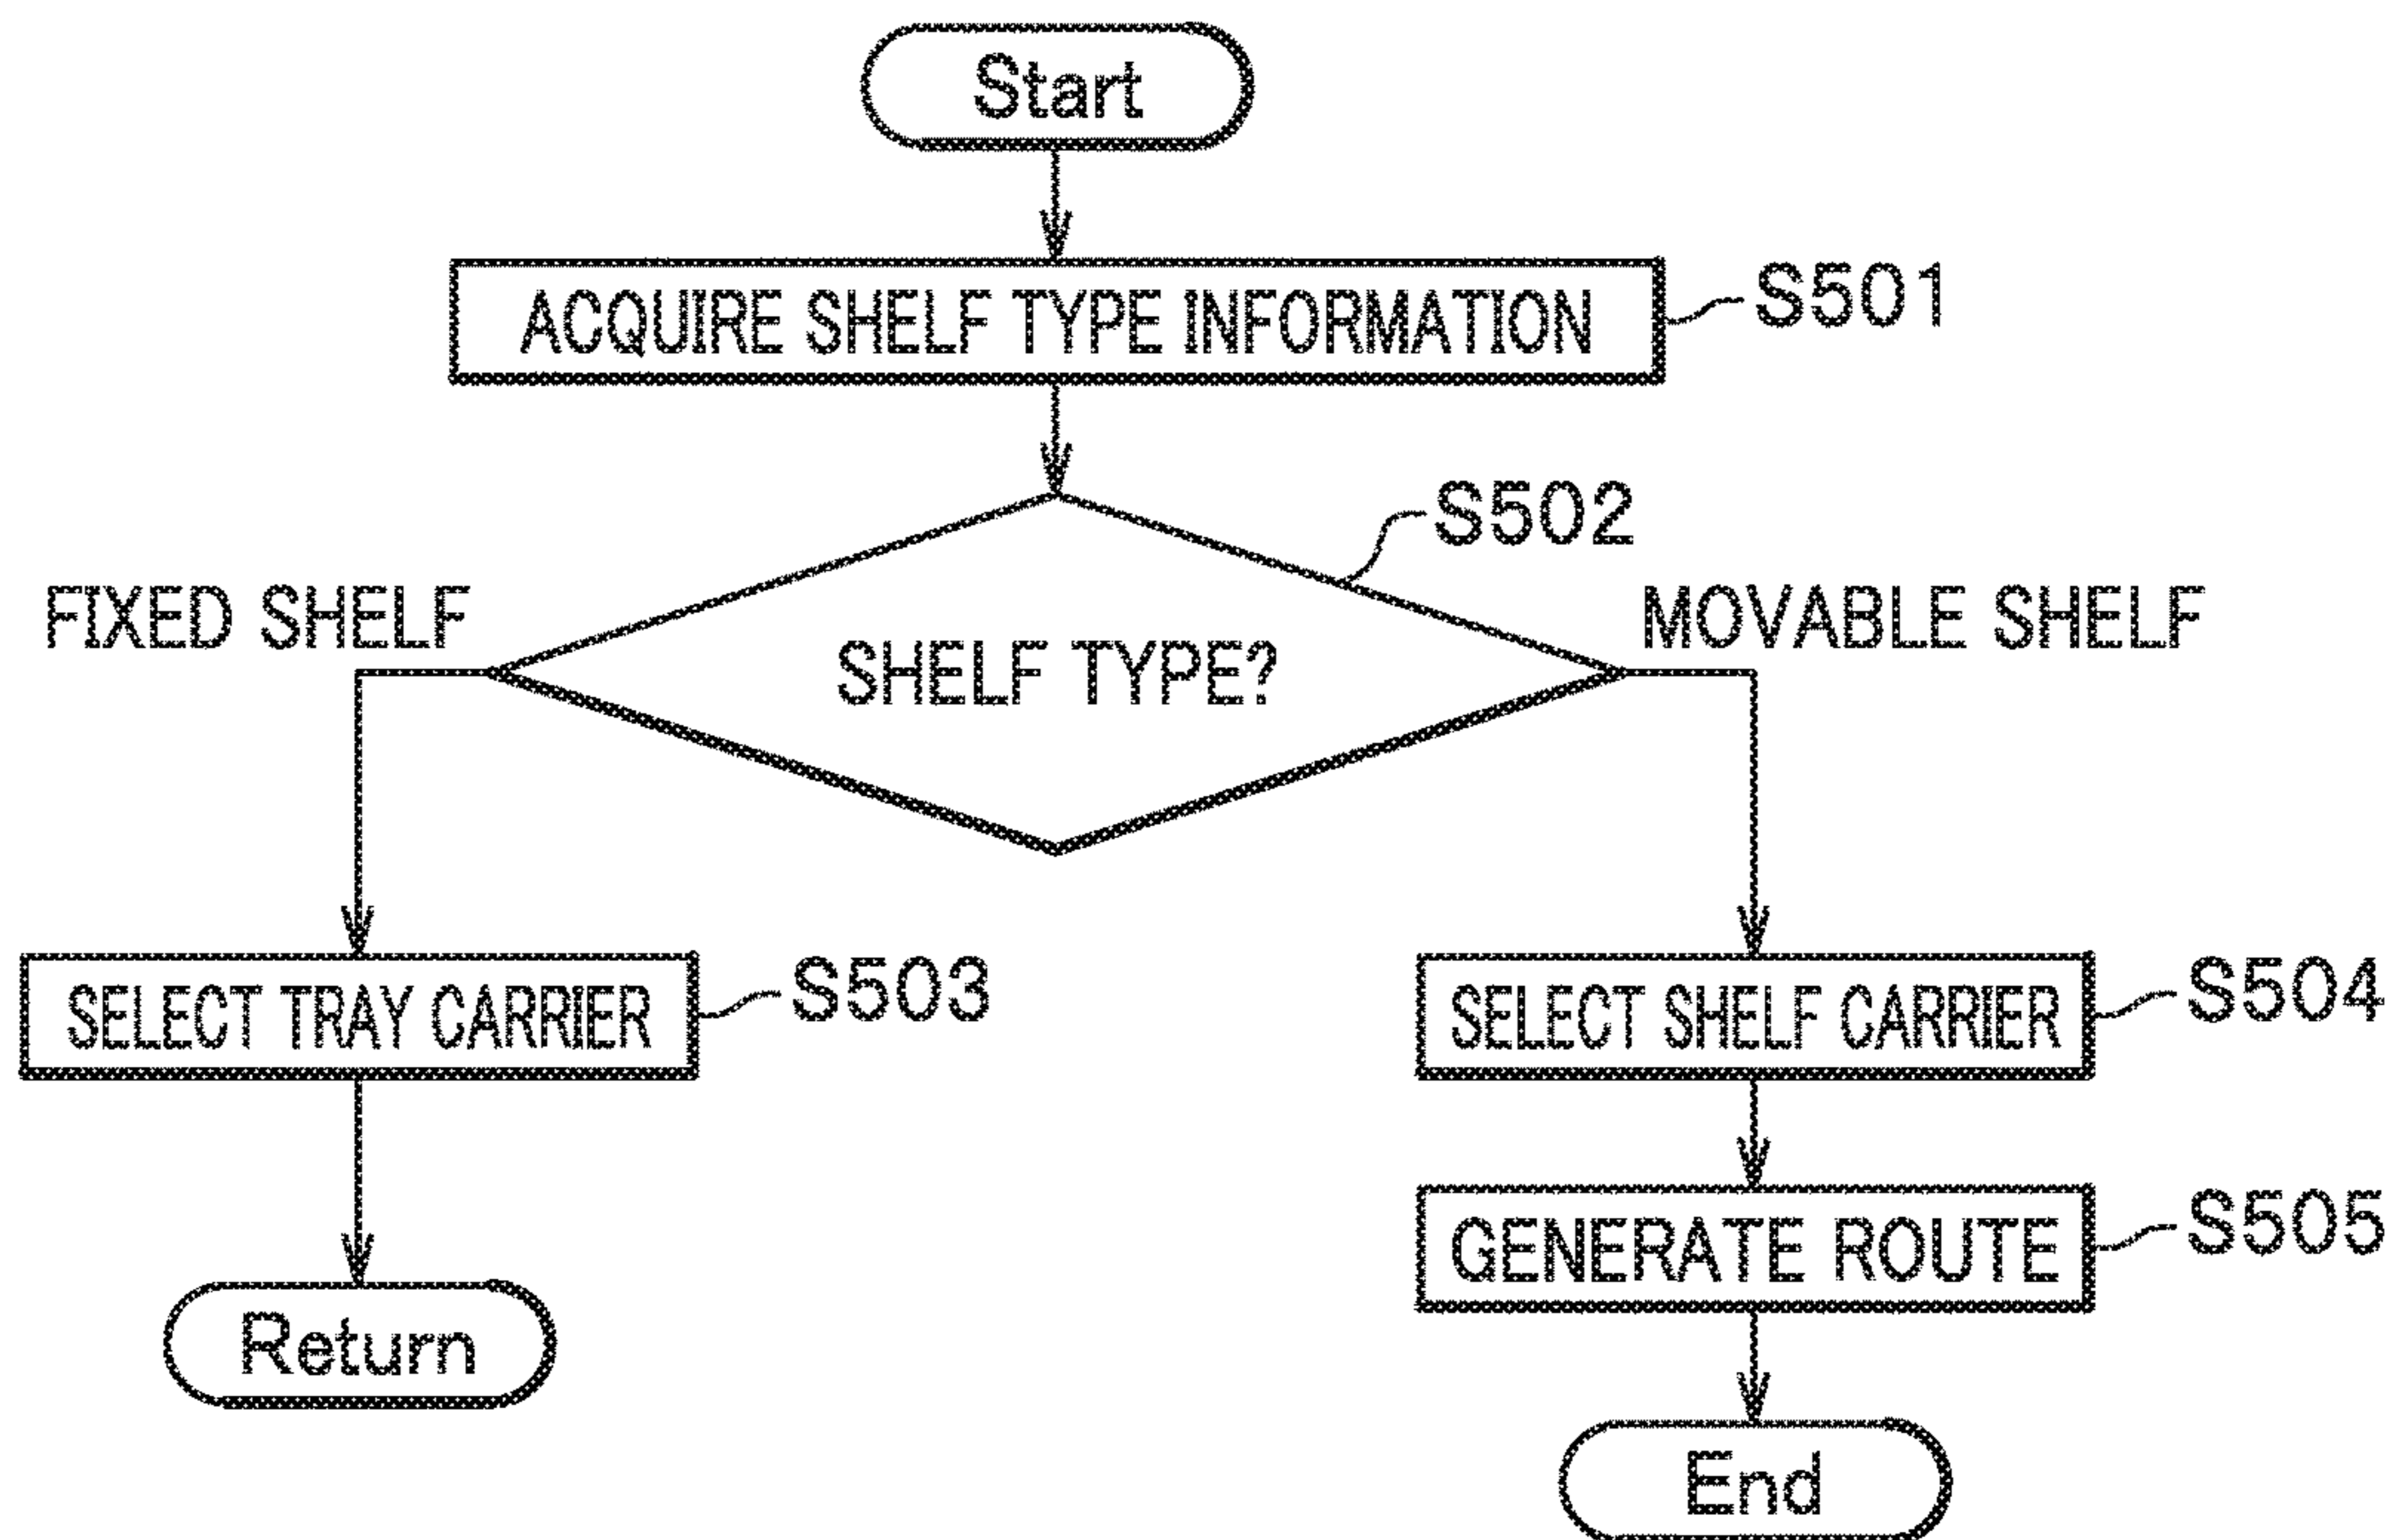 Start
ACQUIRE SHELF TYPE INFORMATION
S501
S502
FIXED SHELF
SHELF TYPE?
MOVABLE SHELF
SELECT TRAY CARRIER
S503
SELECT SHELF CARRIER
S504
GENERATE ROUTE
S505
Return
End